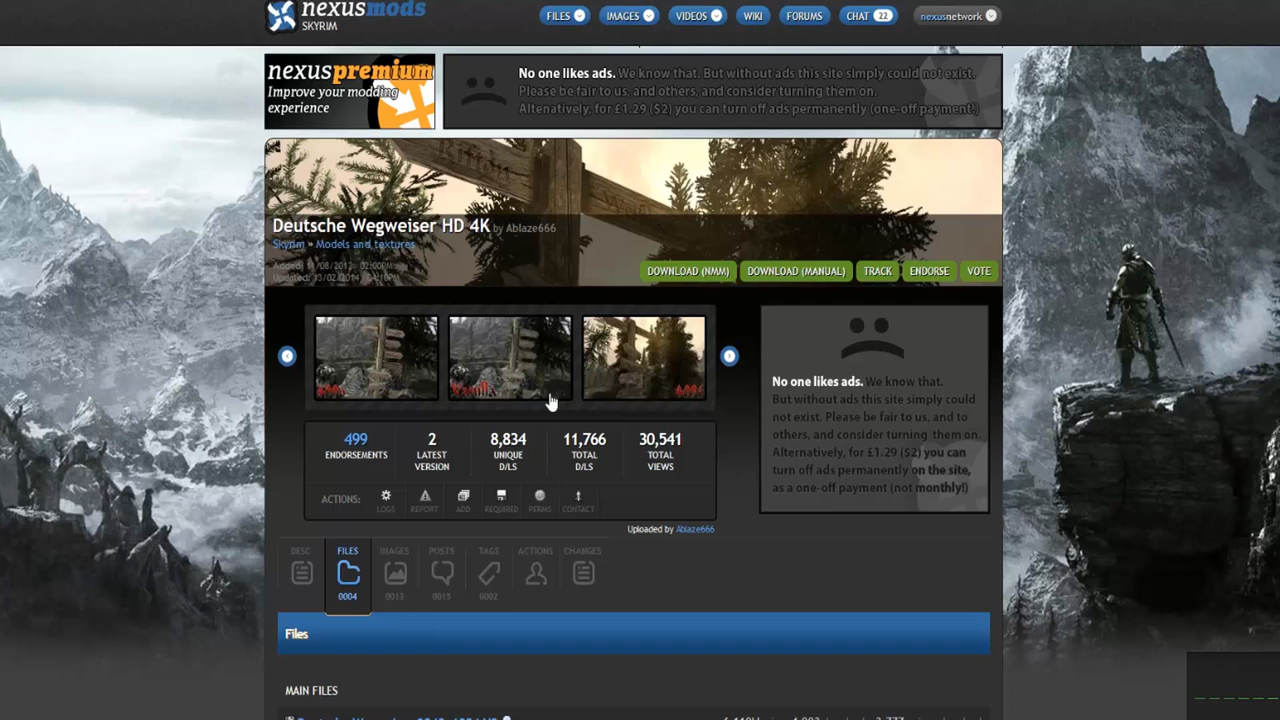 nexusmods
SKYRIM
FILES
IMAGES
VIDEOS
WIKI
FORUMS
CHAT 22
nexusnetwork
nexuspremium
Improve your modding
experience
No one likes ads. We know that. But without ads this site simply could not exist.
Please be fair to us, and others, and consider turning them on.
Altenatively, for £1.29 ($2) you can turn off ads permanently (one-off payment!)
Deutsche Wegweiser HD 4K by Ablaze666
Skyrim » Models and textures
DOWNLOAD (NMM)
DOWNLOAD (MANUAL)
TRACK
ENDORSE
VOTE
Vanilla
No one likes ads. We know that.
But without ads this site simply could
not exist. Please be fair to us, and to
others, and consider turning them on.
Alternatively, for £1.29 ($2) you can
turn off ads permanently on the site,
as a one-off payment (not monthly!)
499
ENDORSEMENTS
2
LATEST
VERSION
8,834
UNIQUE
D/LS
11,766
TOTAL
D/LS
30,541
TOTAL
VIEWS
ACTIONS:
LOGS
REPORT
ADD
REQUIRED
PERMS
CONTACT
Uploaded by Ablaze666
DESC
FILES
0004
IMAGES
0013
POSTS
0015
TAGS
0002
ACTIONS
CHANGES
Files
MAIN FILES